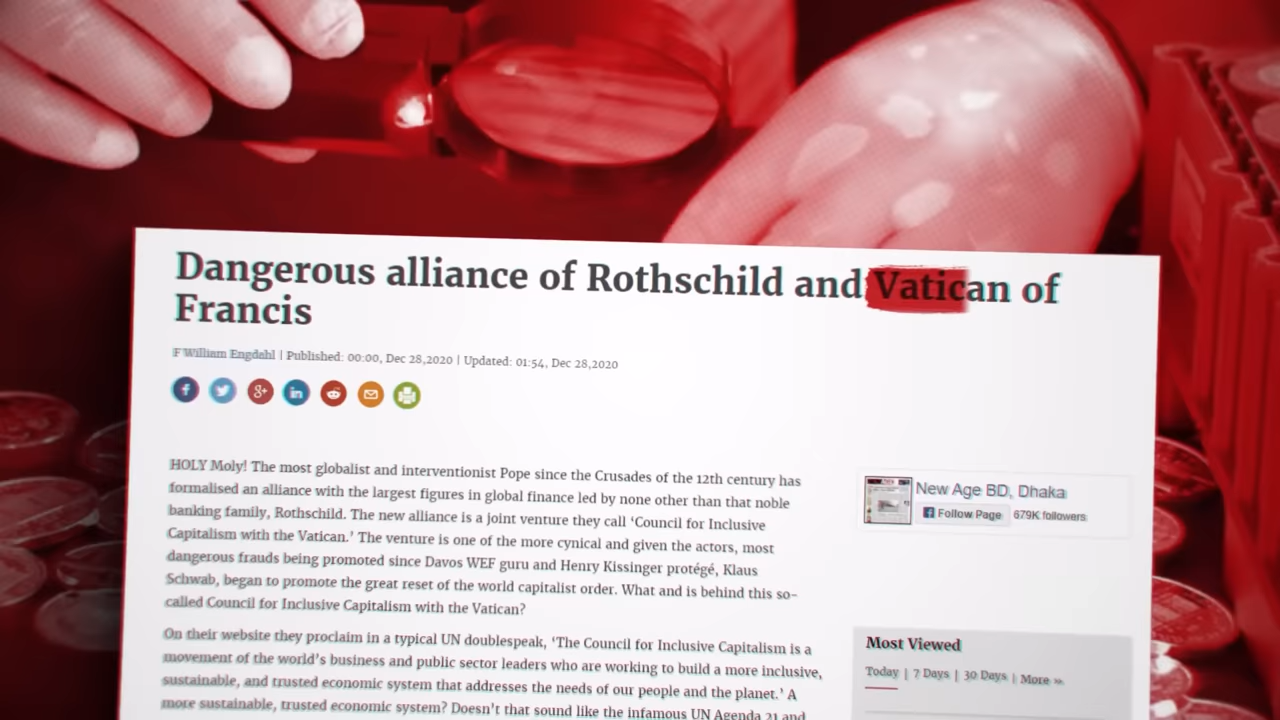 Dangerous alliance of Rothschild and Vatican of
Francis
F William Engdahl | Published: 00:00, Dec 28,2020 | Updated: 01:54, Dec 28,2020
HOLY Moly! The most globalist and interventionist Pope since the Crusades of the 12th century has
formalised an alliance with the largest figures in global finance led by none other than that noble
banking family, Rothschild. The new alliance is a joint venture they call ‘Council for Inclusive
Capitalism with the Vatican.’ The venture is one of the more cynical and given the actors, most
dangerous frauds being promoted since Davos WEF guru and Henry Kissinger protégé, Klaus
Schwab, began to promote the great reset of the world capitalist order. What and is behind this so-
called Council for Inclusive Capitalism with the Vatican?
On their website they proclaim in a typical UN doublespeak, ‘The Council for Inclusive Capitalism is a
movement of the world’s business and public sector leaders who are working to build a more inclusive,
sustainable, and trusted economic system that addresses the needs of our people and the planet.’ A
more sustainable, trusted economic system? Doesn’t that sound like the infamous UN Agenda 21 and
New Age BD, Dhaka
Follow Page 679K followers
Most Viewed
Today | 7 Days | 30 Days | More »